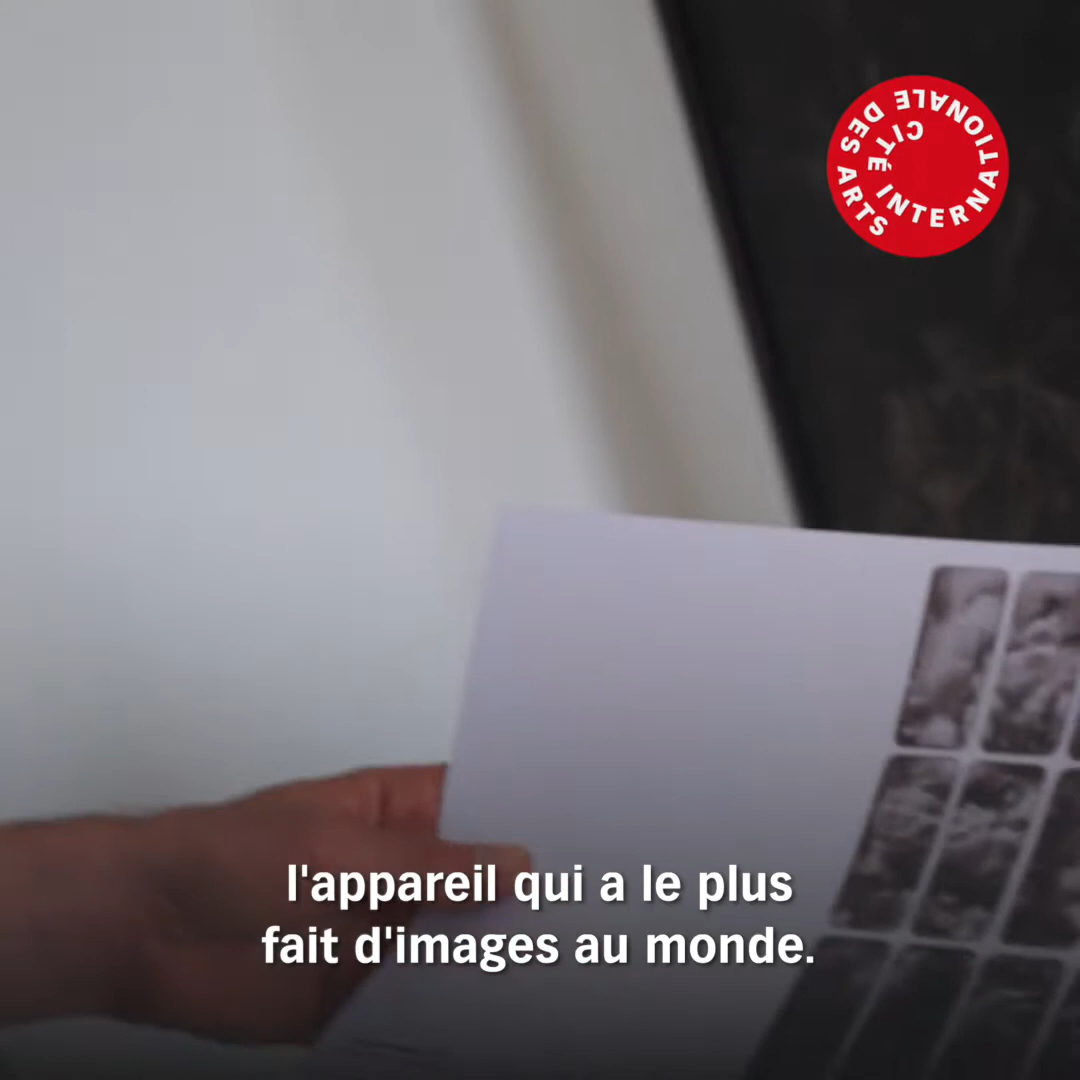 CITÉ INTERNATIONALE DES ARTS
l'appareil qui a le plus
fait d'images au monde.